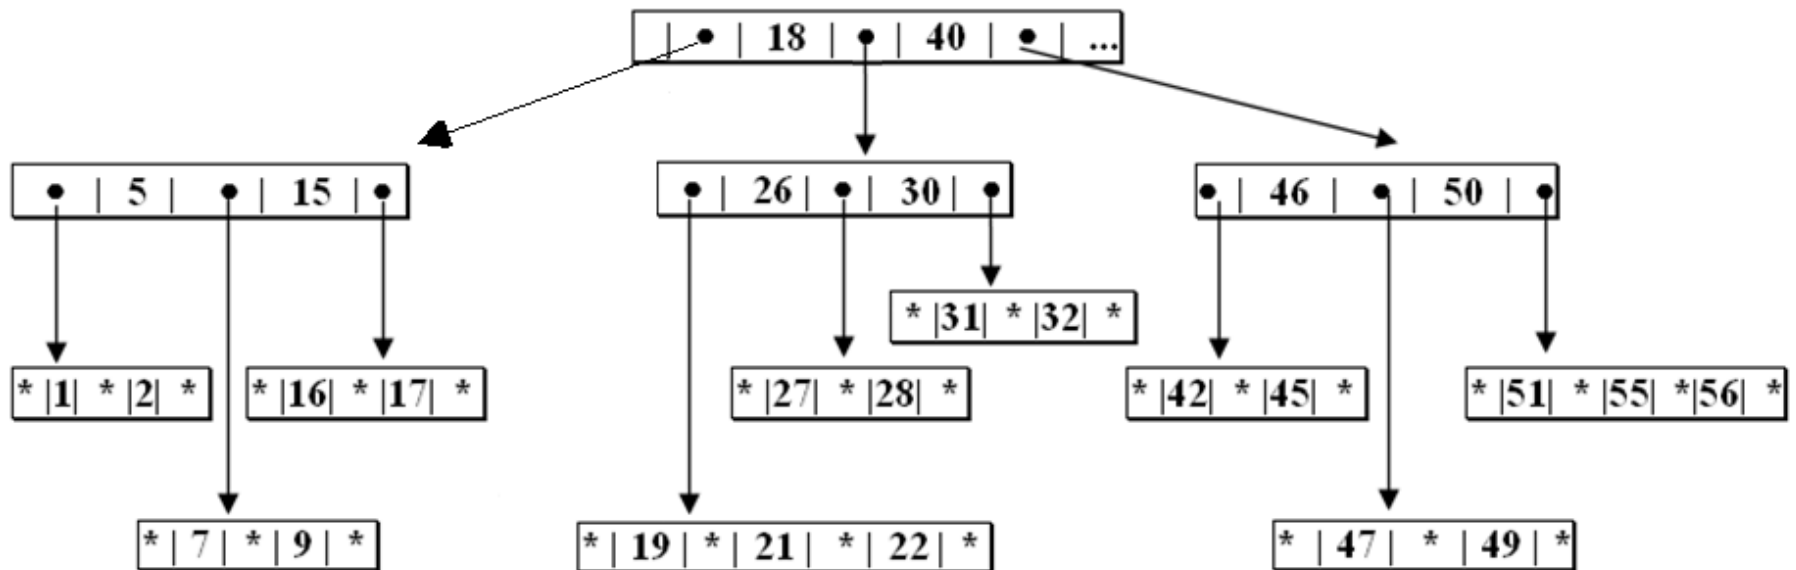 | • | 18 | • | 40 | • | ...
• | 5 | • | 15 | •
• | 26 | • | 30 | •
• | 46 | • | 50 | •
* |31| * |32| *
* |1| * |2| *
* |16| * |17| *
* |27| * |28| *
* |42| * |45| *
* |51| * |55| *|56| *
* | 7 | * | 9 | *
* | 19 | * | 21 | * | 22 | *
* | 47 | * | 49 | *